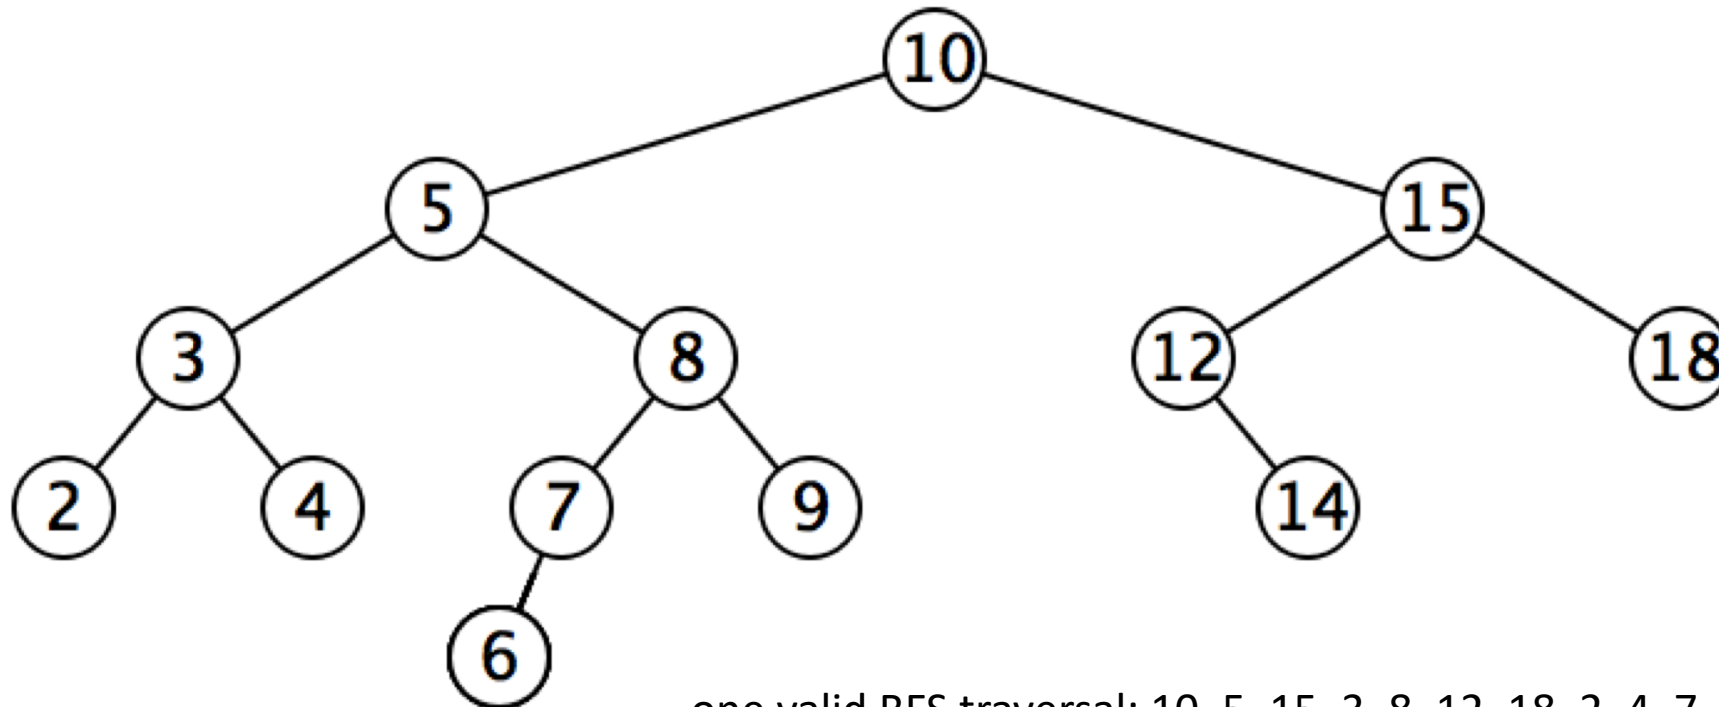 10
5 15
3 8 12 18
2 4 7 9 14
6
one valid BFS traversal: 10, 5, 15, 3, 8, 12, 18, 2, 4, 7